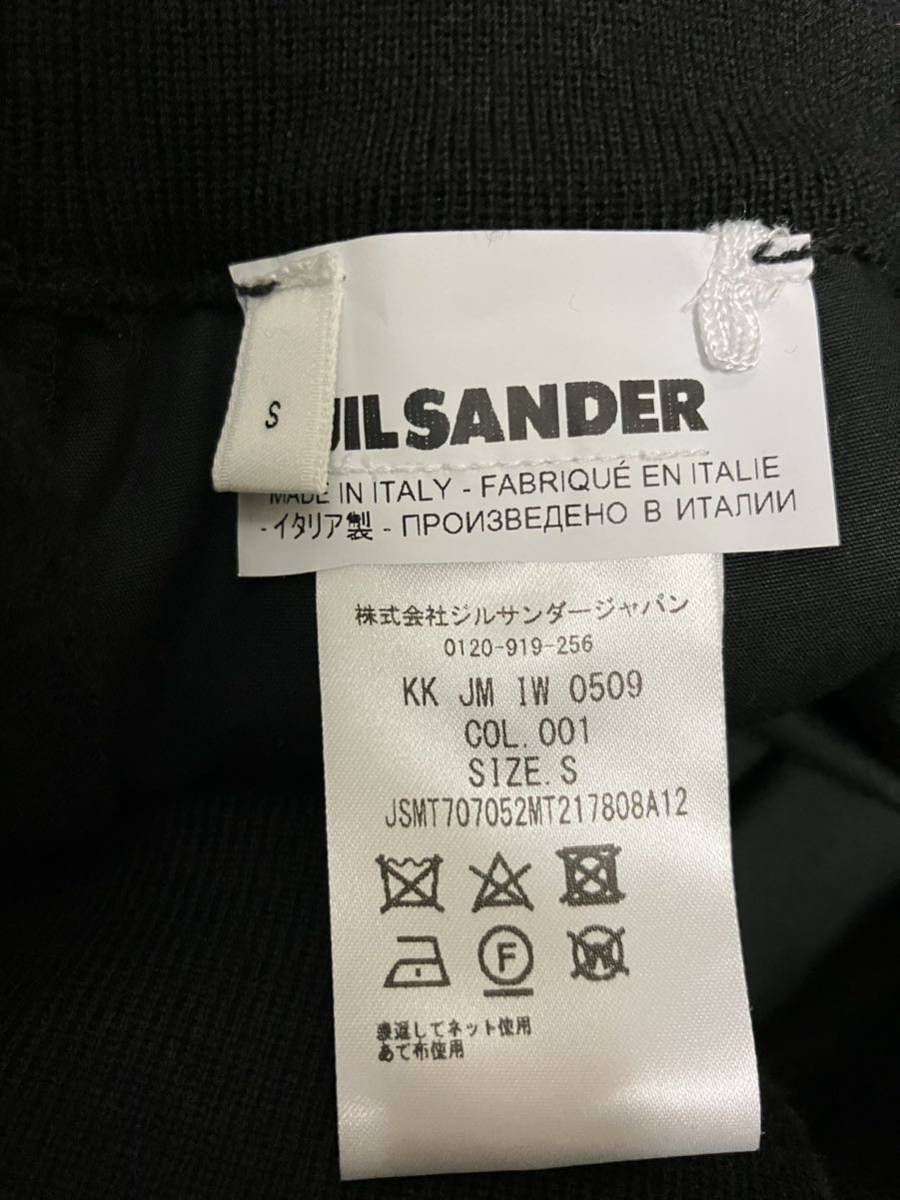 S
JIL SANDER
MADE IN ITALY - FABRIQUÉ EN ITALIE
- イタリア製 - ПРОИЗВЕДЕНО В ИТАЛИИ
株式会社ジルサンダージャパン
0120-919-256
KK JM IW 0509
COL. 001
SIZE. S
JSMT707052MT217808A12
F
W
裏返してネット使用
あて布使用